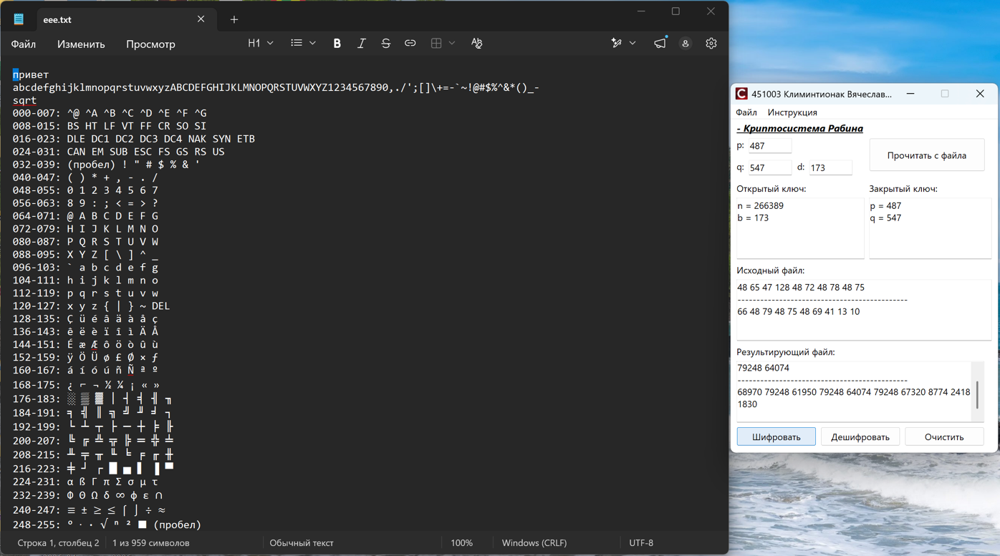 eee.txt
Файл Изменить Просмотр H1
привет
abcdefghijklmnopqrstuvwxyzABCDEFGHIJKLMNOPQRSTUVWXYZ1234567890,./';[]\+=-`~!@#$%^&*()_-
sqrt
000-007: ^@ ^A ^B ^C ^D ^E ^F ^G
008-015: BS HT LF VT FF CR SO SI
016-023: DLE DC1 DC2 DC3 DC4 NAK SYN ETB
024-031: CAN EM SUB ESC FS GS RS US
032-039: (пробел) ! " # $ % & '
040-047: ( ) * + , - . /
048-055: 0 1 2 3 4 5 6 7
056-063: 8 9 : ; < = > ?
064-071: @ A B C D E F G
072-079: H I J K L M N O
080-087: P Q R S T U V W
088-095: X Y Z [ \ ] ^ _
096-103: ` a b c d e f g
104-111: h i j k l m n o
112-119: p q r s t u v w
120-127: x y z { | } ~ DEL
128-135: Ç ü é â ä à å ç
136-143: ê ë è ï î ì Ä Å
144-151: É æ Æ ô ö ò û ù
152-159: ÿ Ö Ü ø £ Ø × ƒ
160-167: á í ó ú ñ Ñ ª º
168-175: ¿ ⌐ ¬ ½ ¼ ¡ « »
176-183: ░ ▒ ▓ │ ┤ ╡ ╢ ╖
184-191: ╕ ╣ ║ ╗ ╝ ╜ ╛ ┐
192-199: └ ┴ ┬ ├ ─ ┼ ╞ ╟
200-207: ╚ ╔ ╩ ╦ ╠ ═ ╬ ╧
208-215: ╨ ╤ ╥ ╙ ╘ ╒ ╓ ╫
216-223: ╪ ┘ ┌ █ ▄ ▌ ▐ ▀
224-231: α ß Γ π Σ σ µ τ
232-239: Φ Θ Ω δ ∞ φ ε ∩
240-247: ≡ ± ≥ ≤ ⌠ ⌡ ÷ ≈
248-255: ° ∙ · √ ⁿ ² ■ (пробел)
Строка 1, столбец 2 1 из 959 символов Обычный текст 100% Windows (CRLF) UTF-8
451003 Климинтионак Вячеслав...
Файл Инструкция
- Криптосистема Рабина
p: 487 Прочитать с файла
q: 547 d: 173
Открытый ключ: Закрытый ключ:
n = 266389 p = 487
b = 173 q = 547
Исходный файл:
48 65 47 128 48 72 48 78 48 75
-----------------------------------------------
66 48 79 48 75 48 69 41 13 10
Результирующий файл:
79248 64074
-----------------------------------------------
68970 79248 61950 79248 64074 79248 67320 8774 2418
1830
Шифровать Дешифровать Очистить